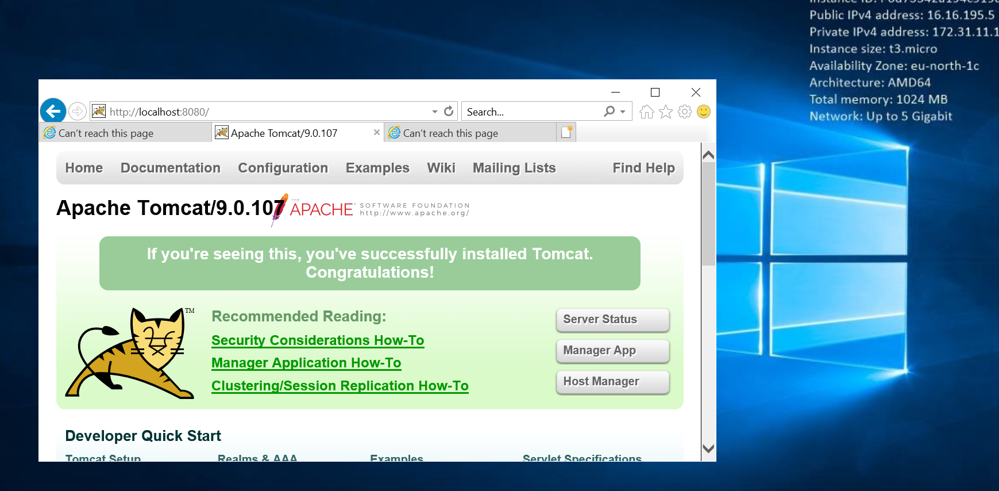 Public IPv4 address: 16.16.195.5
Private IPv4 address: 172.31.11.1
Instance size: t3.micro
Availability Zone: eu-north-1c
Architecture: AMD64
Total memory: 1024 MB
Network: Up to 5 Gigabit
http://localhost:8080/
Search...
Can't reach this page
Apache Tomcat/9.0.107
Can't reach this page
Home Documentation Configuration Examples Wiki Mailing Lists Find Help
Apache Tomcat/9.0.107
THE
APACHE
SOFTWARE FOUNDATION
http://www.apache.org/
If you're seeing this, you've successfully installed Tomcat.
Congratulations!
TM
Recommended Reading:
Security Considerations How-To
Manager Application How-To
Clustering/Session Replication How-To
Server Status
Manager App
Host Manager
Developer Quick Start
Tomcat Setup
Realms & AAA
Examples
Servlet Specifications